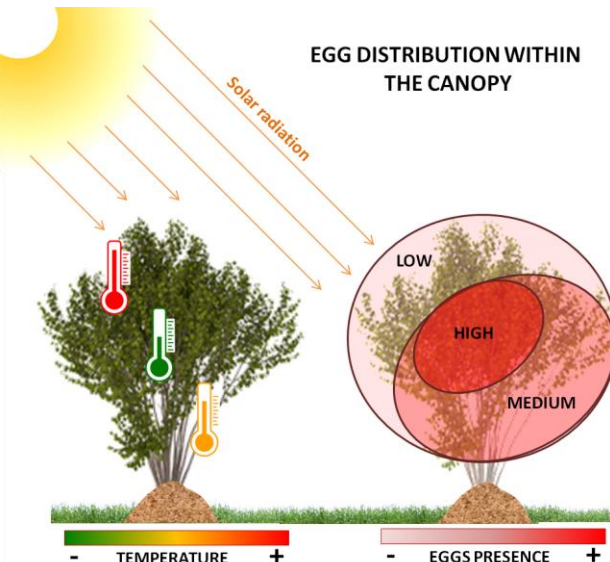 EGG DISTRIBUTION WITHIN
THE CANOPY
Solar radiation
LOW
HIGH
MEDIUM
- TEMPERATURE +
- EGGS PRESENCE +